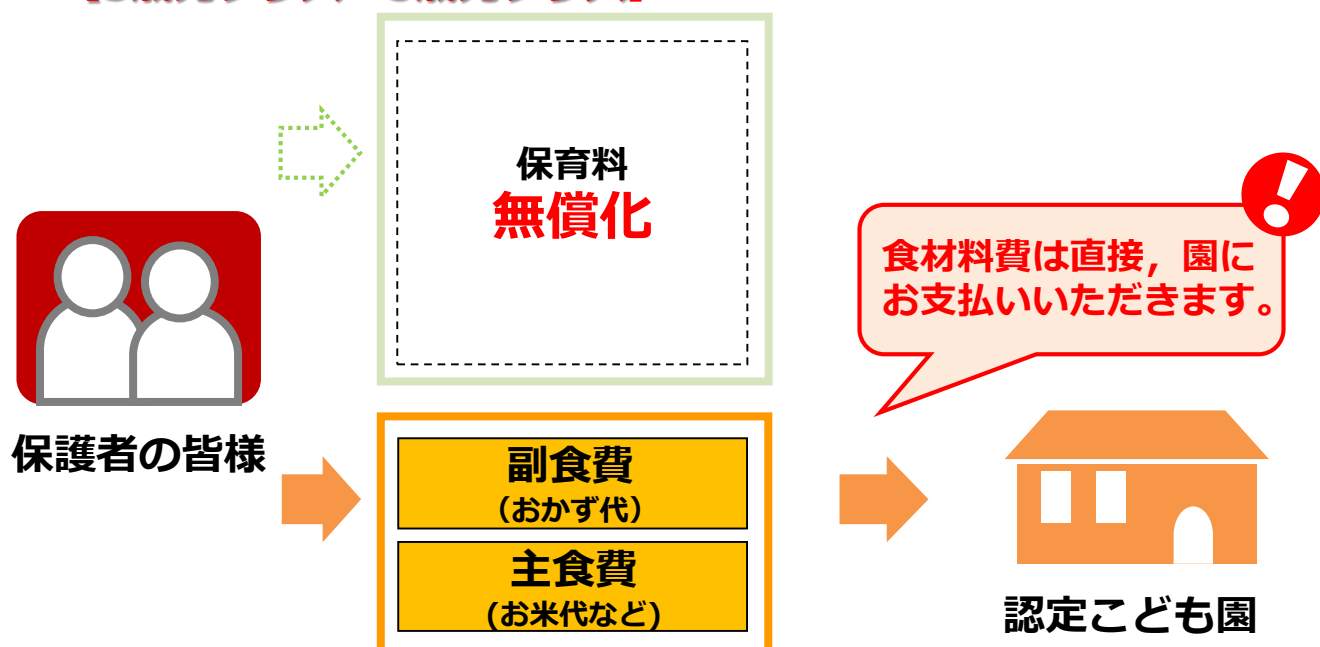 保育料
無償化
食材料費は直接，園に
お支払いいただきます。
保護者の皆様
副食費
（おかず代）
主食費
(お米代など)
認定こども園